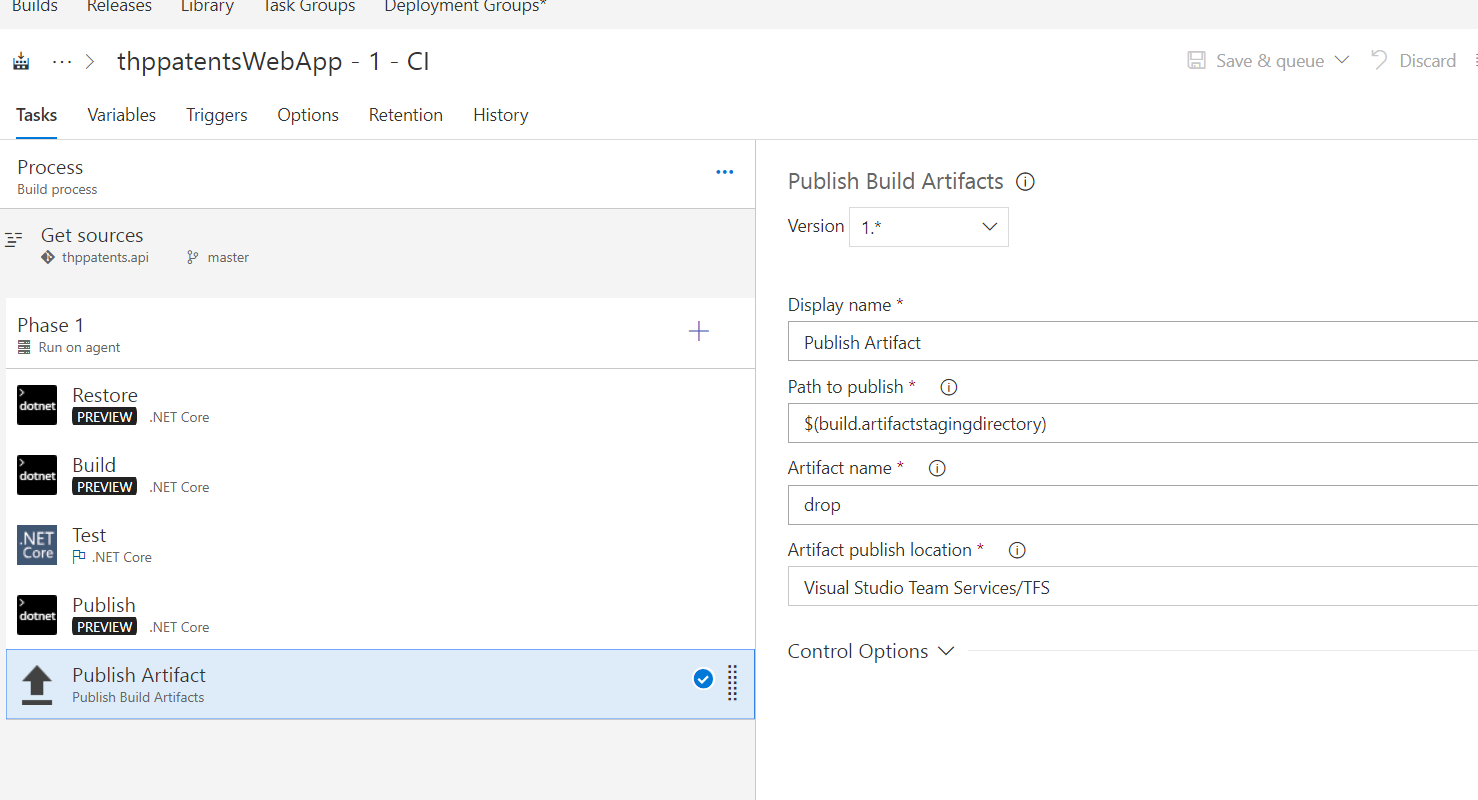 Builds Releases Library Task Groups Deployment Groups*
... thppatentsWebApp - 1 - CI
Save & queue Discard
Tasks Variables Triggers Options Retention History
Process
Build process
Get sources
thppatents.api master
Phase 1
Run on agent
dotnet
Restore
PREVIEW .NET Core
dotnet
Build
PREVIEW .NET Core
.NET Core
Test
.NET Core
dotnet
Publish
PREVIEW .NET Core
Publish Artifact
Publish Build Artifacts
Publish Build Artifacts
Version 1.*
Display name *
Publish Artifact
Path to publish *
$(build.artifactstagingdirectory)
Artifact name *
drop
Artifact publish location *
Visual Studio Team Services/TFS
Control Options